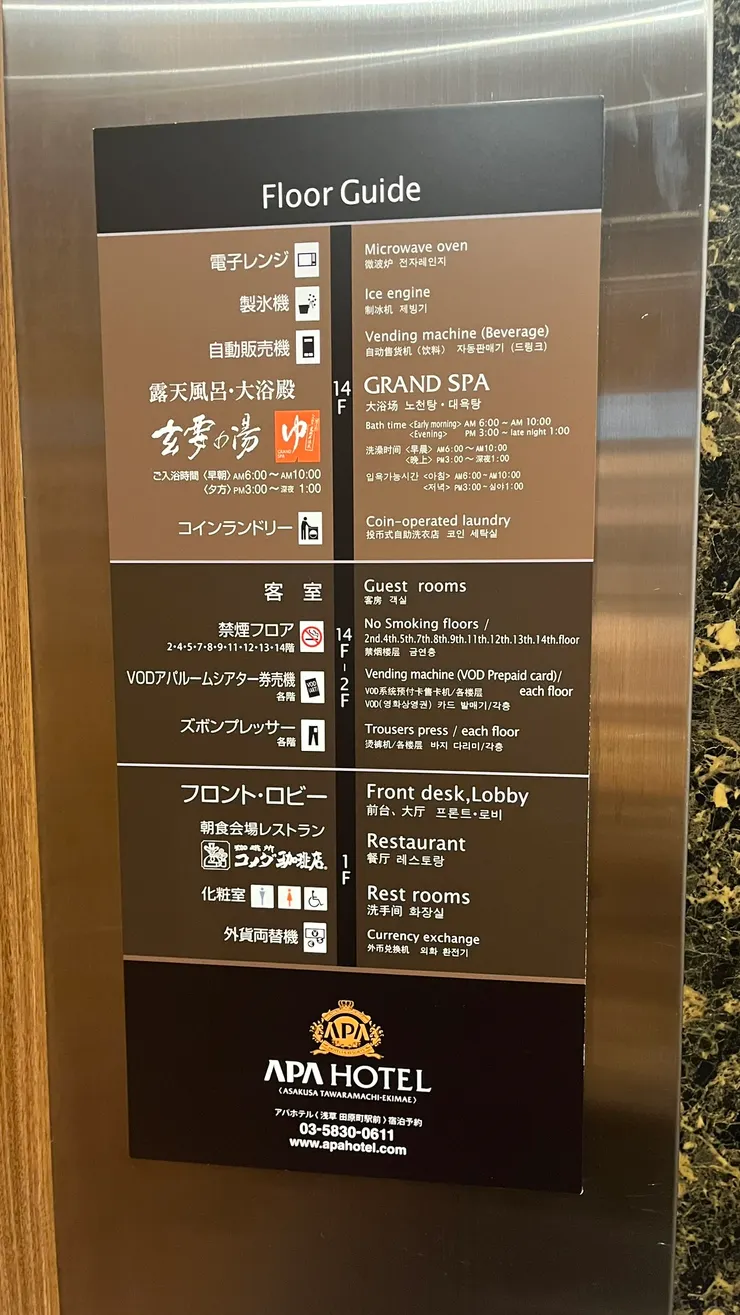 Floor Guide
電子レンジ
Microwave oven
微波炉 전자레인지
製氷機
Ice engine
制冰机 제빙기
自動販売機
Vending machine (Beverage)
自动售货机（饮料） 자동판매기 (드링크)
14
F
露天風呂・大浴殿
GRAND SPA
大浴场 노천탕・대욕탕
玄要の湯
ゆ
GRAND SPA
Bath time <Early morning> AM 6:00 ~ AM 10:00
<Evening> PM 3:00 ~ late night 1:00
洗澡时间〈早晨〉AM6:00～AM10:00
〈晚上〉PM3:00～深夜1:00
ご入浴時間〈早朝〉AM6:00～AM10:00
〈夕方〉PM3:00～深夜 1:00
입욕가능시간 <아침> AM6:00~AM10:00
<저녁> PM3:00~심야1:00
コインランドリー
Coin-operated laundry
投币式自助洗衣店 코인 세탁실
客 室
Guest rooms
客房 객실
禁煙フロア
2・4・5・7・8・9・11・12・13・14階
No Smoking floors /
2nd.4th.5th.7th.8th.9th.11th.12th.13th.14th.floor
禁烟楼层 금연층
14
F
-
2
F
VODアパルームシアター券売機
各階
Vending machine (VOD Prepaid card)/
each floor
VOD系统预付卡售卡机/各楼层
VOD(영화상영권) 카드 발매기/각층
ズボンプレッサー
各階
Trousers press / each floor
烫裤机/各楼层 바지 다리미/각층
フロント・ロビー
Front desk,Lobby
前台、大厅 프론트・로비
朝食会場レストラン
珈琲所
コメダ珈琲店
Restaurant
餐厅 레스토랑
1
F
化粧室
Rest rooms
洗手间 화장실
外貨両替機
Currency exchange
外币兑换机 외화 환전기
APA
APA HOTEL
〈ASAKUSA TAWARAMACHI-EKIMAE〉
アパホテル〈浅草 田原町駅前〉宿泊予約
03-5830-0611
www.apahotel.com